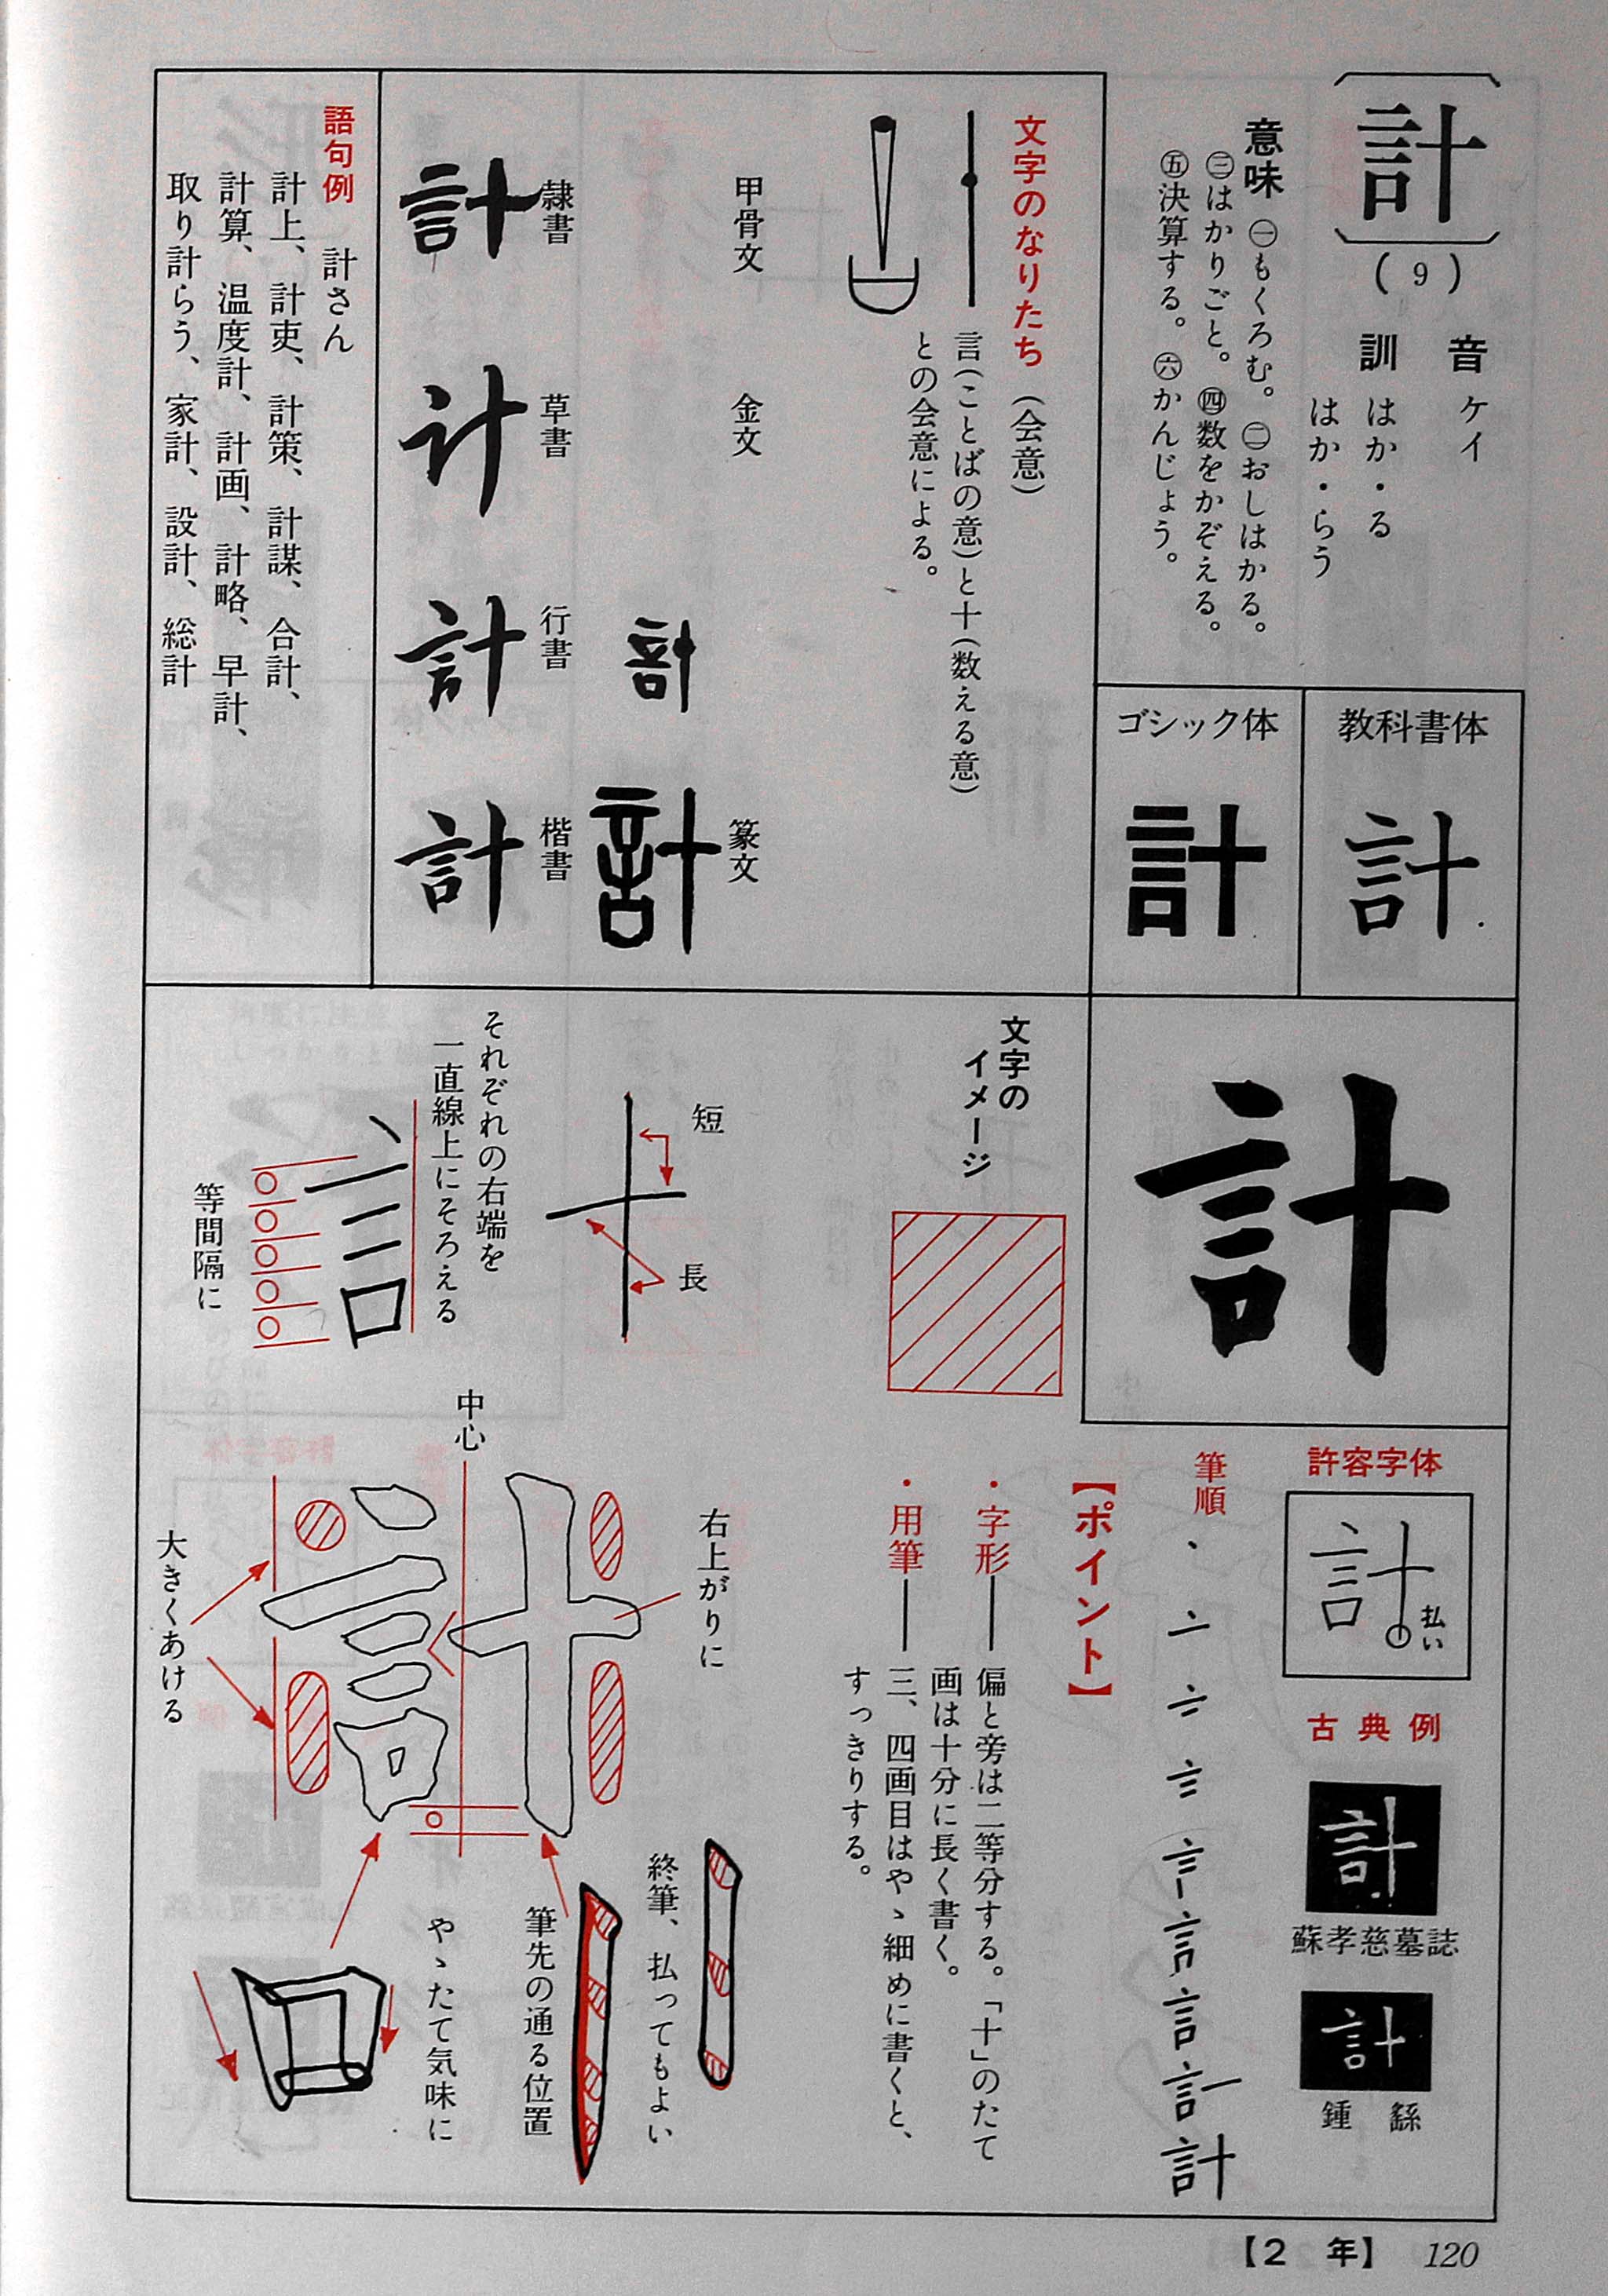 計
(9)
音 ケイ
訓 はか・る
はか・らう
意味 ㊀もくろむ。㊁おしはかる。
㊂はかりごと。㊃数をかぞえる。
㊄決算する。㊅かんじょう。
教科書体
計
ゴシック体
計
文字のなりたち (会意)
言(ことばの意)と十(数える意)
との会意による。
甲骨文
金文
計
篆文
計
隷書
計
草書
計
行書
計
楷書
計
語句例 計さん
計上、計吏、計策、計謀、合計、
計算、温度計、計画、計略、早計、
取り計らう、家計、設計、総計
計
許容字体
計
払い
古典例
計
蘇孝慈墓誌
計
鍾繇
筆順
計
【ポイント】
・字形――偏と旁は二等分する。「十」のたて
画は十分に長く書く。
・用筆――三、四画目はやゝ細めに書くと、
すっきりする。
文字の
イメージ
短
長
それぞれの右端を
一直線上にそろえる
等間隔に
中心
右上がりに
大きくあける
終筆、払ってもよい
筆先の通る位置
やゝたて気味に
【2 年】 120